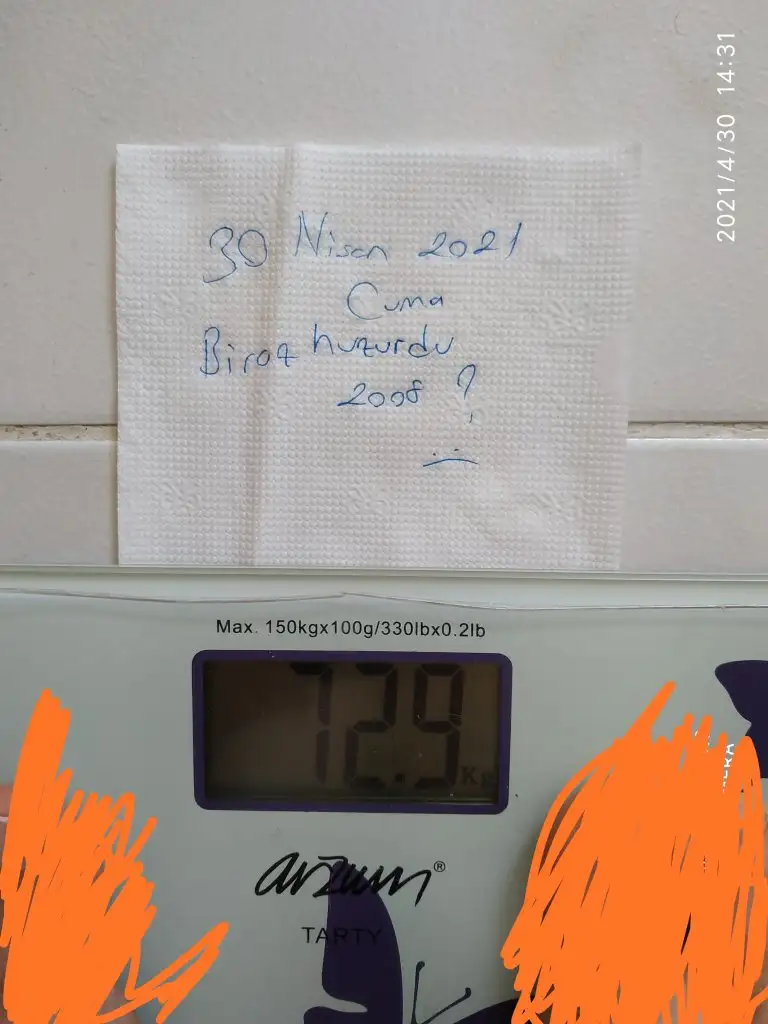 2021/4/30 14:31
30 Nisan 2021
Cuma
Biraz huzurdu
2008 ?
Max. 150kgx100g/330lbx0.2lb
72.9 Kg
arzum®
TARTY